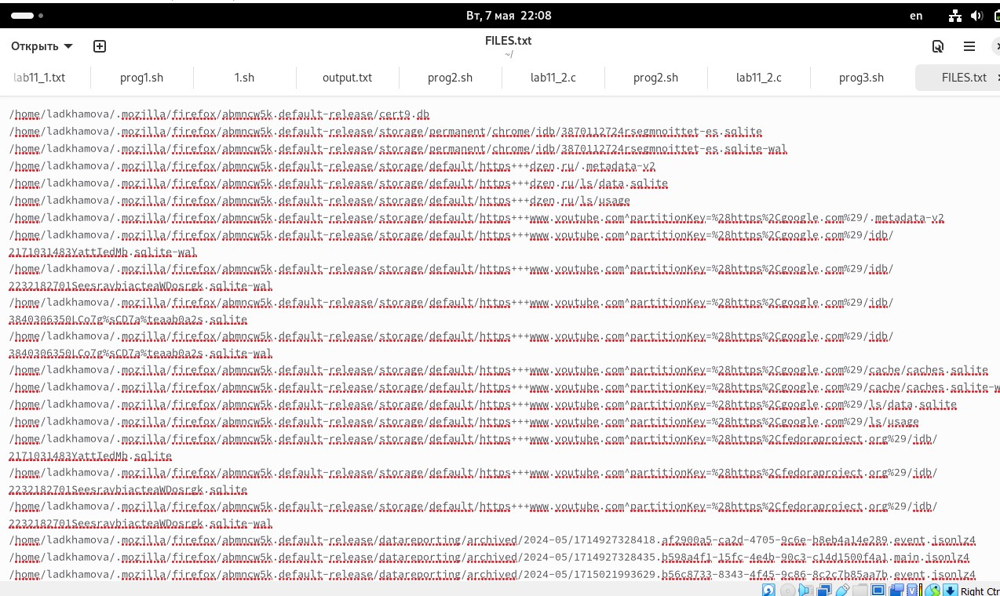 Вт, 7 мая 22:08
en
Открыть
FILES.txt
~/
lab11_1.txt
prog1.sh
1.sh
output.txt
prog2.sh
lab11_2.c
prog2.sh
lab11_2.c
prog3.sh
FILES.txt
/home/ladkhamova/.mozilla/firefox/abmncw5k.default-release/cert9.db
/home/ladkhamova/.mozilla/firefox/abmncw5k.default-release/storage/permanent/chrome/idb/3870112724rsegmnoittet-es.sqlite
/home/ladkhamova/.mozilla/firefox/abmncw5k.default-release/storage/permanent/chrome/idb/3870112724rsegmnoittet-es.sqlite-wal
/home/ladkhamova/.mozilla/firefox/abmncw5k.default-release/storage/default/https+++dzen.ru/.metadata-v2
/home/ladkhamova/.mozilla/firefox/abmncw5k.default-release/storage/default/https+++dzen.ru/ls/data.sqlite
/home/ladkhamova/.mozilla/firefox/abmncw5k.default-release/storage/default/https+++dzen.ru/ls/usage
/home/ladkhamova/.mozilla/firefox/abmncw5k.default-release/storage/default/https+++www.youtube.com^partitionKey=%28https%2Cgoogle.com%29/.metadata-v2
/home/ladkhamova/.mozilla/firefox/abmncw5k.default-release/storage/default/https+++www.youtube.com^partitionKey=%28https%2Cgoogle.com%29/idb/
2171031483YattIedMb.sqlite-wal
/home/ladkhamova/.mozilla/firefox/abmncw5k.default-release/storage/default/https+++www.youtube.com^partitionKey=%28https%2Cgoogle.com%29/idb/
2232182701SeesravbiacteaWDosrgk.sqlite-wal
/home/ladkhamova/.mozilla/firefox/abmncw5k.default-release/storage/default/https+++www.youtube.com^partitionKey=%28https%2Cgoogle.com%29/idb/
3840306350LCo7g%sCD7a%teaab0a2s.sqlite
/home/ladkhamova/.mozilla/firefox/abmncw5k.default-release/storage/default/https+++www.youtube.com^partitionKey=%28https%2Cgoogle.com%29/idb/
3840306350LCo7g%sCD7a%teaab0a2s.sqlite-wal
/home/ladkhamova/.mozilla/firefox/abmncw5k.default-release/storage/default/https+++www.youtube.com^partitionKey=%28https%2Cgoogle.com%29/cache/caches.sqlite
/home/ladkhamova/.mozilla/firefox/abmncw5k.default-release/storage/default/https+++www.youtube.com^partitionKey=%28https%2Cgoogle.com%29/cache/caches.sqlite-w
/home/ladkhamova/.mozilla/firefox/abmncw5k.default-release/storage/default/https+++www.youtube.com^partitionKey=%28https%2Cgoogle.com%29/ls/data.sqlite
/home/ladkhamova/.mozilla/firefox/abmncw5k.default-release/storage/default/https+++www.youtube.com^partitionKey=%28https%2Cgoogle.com%29/ls/usage
/home/ladkhamova/.mozilla/firefox/abmncw5k.default-release/storage/default/https+++www.youtube.com^partitionKey=%28https%2Cfedoraproject.org%29/idb/
2171031483YattIedMb.sqlite
/home/ladkhamova/.mozilla/firefox/abmncw5k.default-release/storage/default/https+++www.youtube.com^partitionKey=%28https%2Cfedoraproject.org%29/idb/
2232182701SeesravbiacteaWDosrgk.sqlite
/home/ladkhamova/.mozilla/firefox/abmncw5k.default-release/storage/default/https+++www.youtube.com^partitionKey=%28https%2Cfedoraproject.org%29/idb/
2232182701SeesravbiacteaWDosrgk.sqlite-wal
/home/ladkhamova/.mozilla/firefox/abmncw5k.default-release/datareporting/archived/2024-05/1714927328418.af2900a5-ca2d-4705-9c6e-b8eb4a14e289.event.jsonlz4
/home/ladkhamova/.mozilla/firefox/abmncw5k.default-release/datareporting/archived/2024-05/1714927328435.b598a4f1-15fc-4e4b-90c3-c14d1500f4a1.main.jsonlz4
/home/ladkhamova/.mozilla/firefox/abmncw5k.default-release/datareporting/archived/2024-05/1715021993629.b56c8733-8343-4f45-9c86-8c2c7b85aa7b.event.jsonlz4
Right Ctr